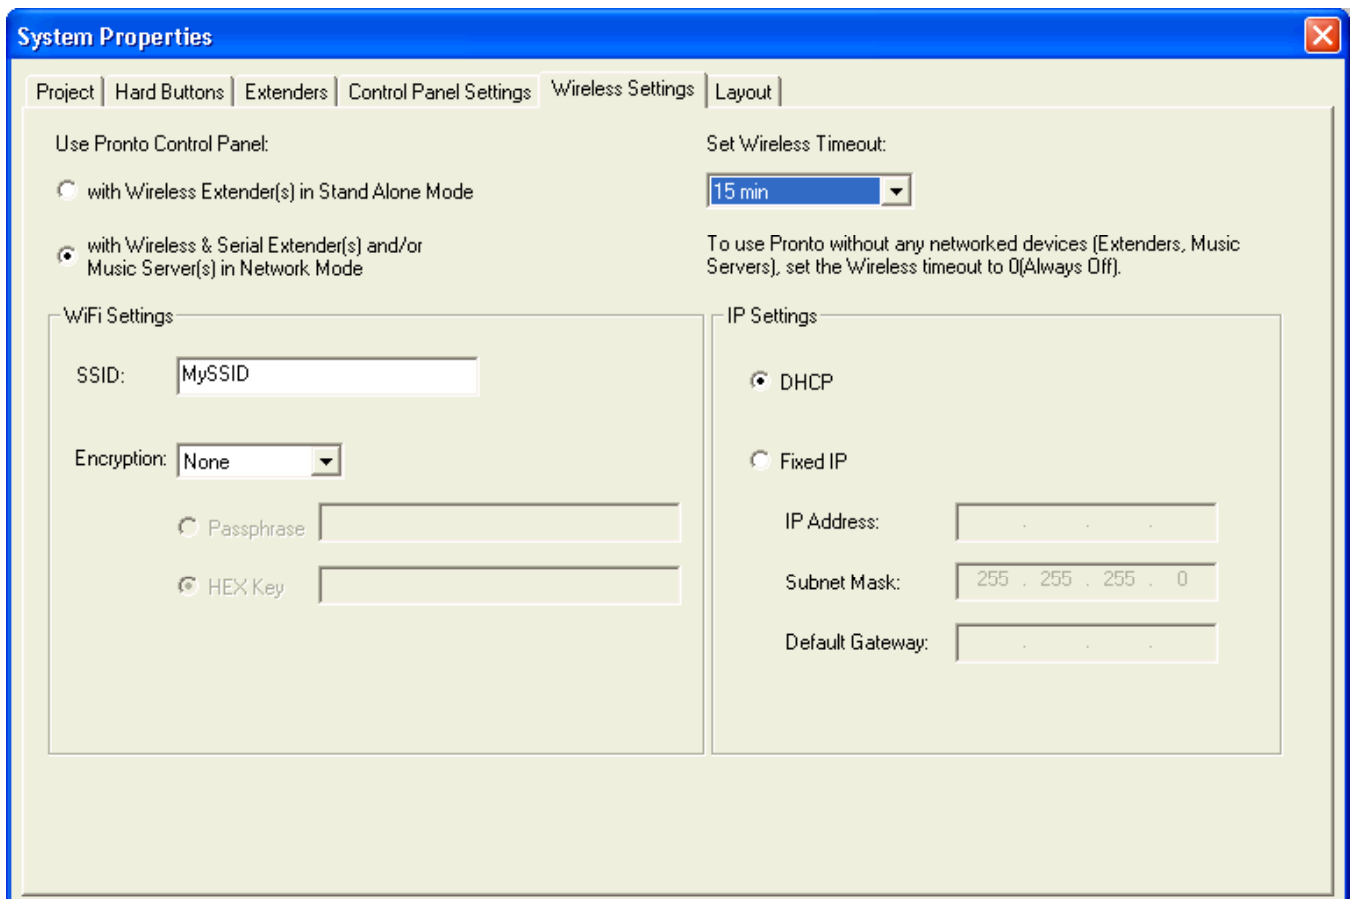 System Properties
Project Hard Buttons Extenders Control Panel Settings Wireless Settings Layout
Use Pronto Control Panel:
with Wireless Extender(s) in Stand Alone Mode
with Wireless & Serial Extender(s) and/or
Music Server(s) in Network Mode
Set Wireless Timeout:
15 min
To use Pronto without any networked devices (Extenders, Music
Servers), set the Wireless timeout to 0(Always Off).
WiFi Settings
SSID: MySSID
Encryption: None
Passphrase
HEX Key
IP Settings
DHCP
Fixed IP
IP Address: . . .
Subnet Mask: 255 . 255 . 255 . 0
Default Gateway: . . .